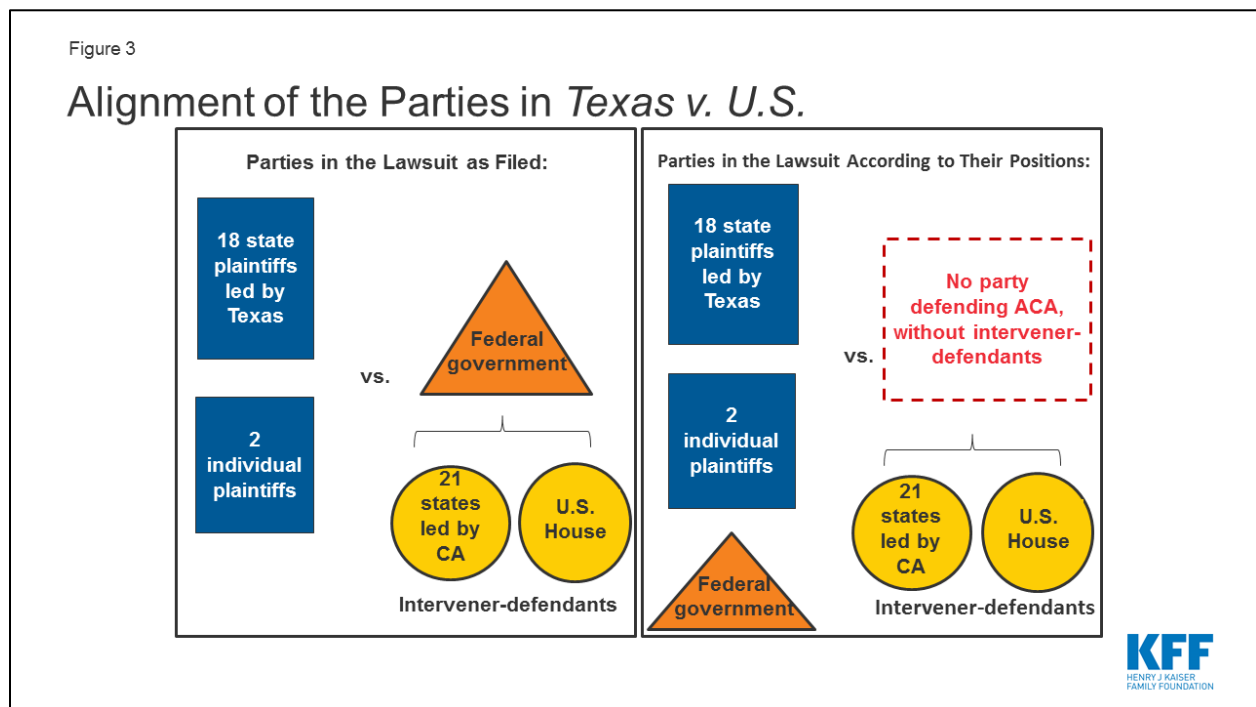 Figure 3
Alignment of the Parties in Texas v. U.S.
Parties in the Lawsuit as Filed:
18 state
plaintiffs
led by
Texas
2
individual
plaintiffs
vs.
Federal
government
21
states
led by
CA
U.S.
House
Intervener-defendants
Parties in the Lawsuit According to Their Positions:
18 state
plaintiffs
led by
Texas
2
individual
plaintiffs
Federal
government
vs.
No party
defending ACA,
without intervener-
defendants
21
states
led by
CA
U.S.
House
Intervener-defendants
KFF
HENRY J KAISER
FAMILY FOUNDATION